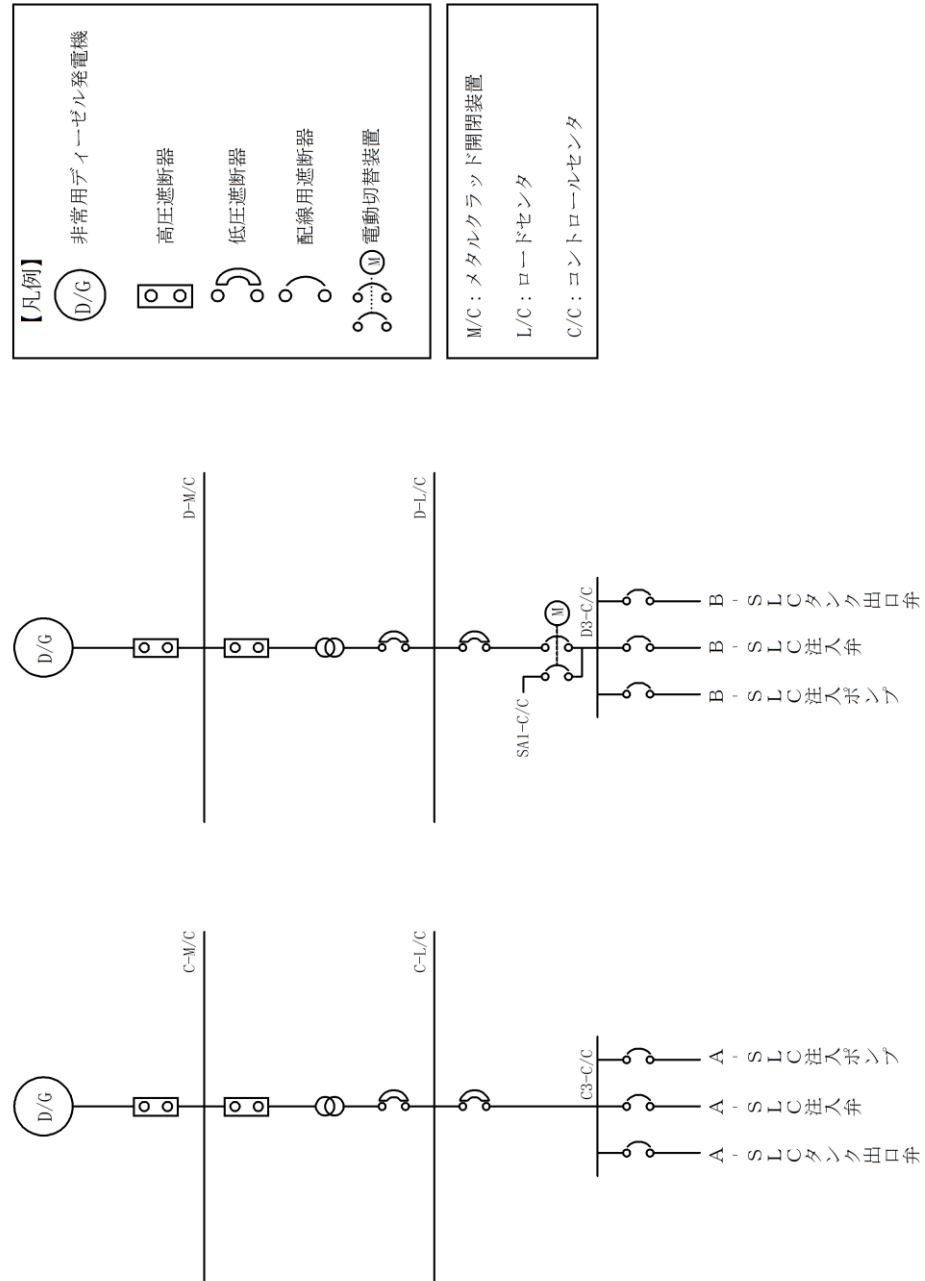 【凡例】
D/G 非常用ディーゼル発電機
高圧遮断器
低圧遮断器
配線用遮断器
M 電動切替装置
M/C：メタルクラッド開閉装置
L/C：ロードセンタ
C/C：コントロールセンタ
D/G
C-M/C
C-L/C
C3-C/C
A‐SLCタンク出口弁
A‐SLC注入弁
A‐SLC注入ポンプ
D/G
D-M/C
D-L/C
M
SA1-C/C
D3-C/C
B‐SLC注入ポンプ
B‐SLC注入弁
B‐SLCタンク出口弁